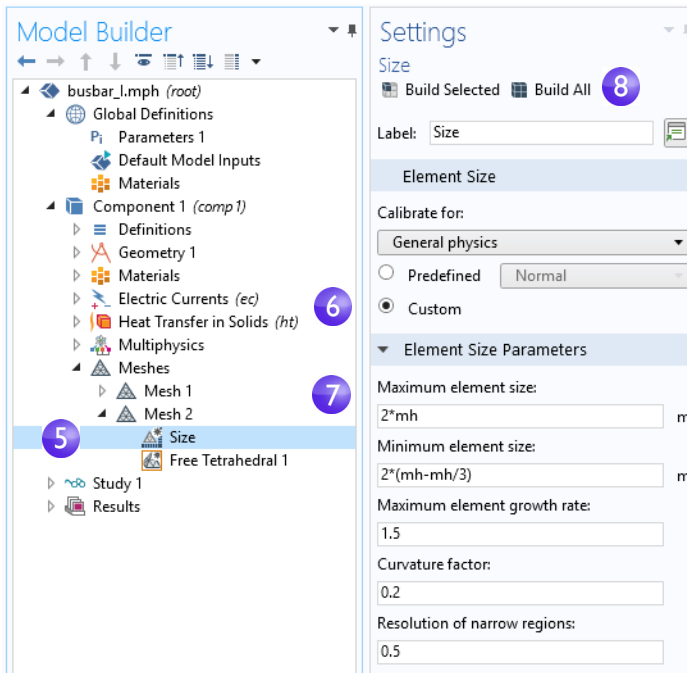 Model Builder
busbar_l.mph (root)
Global Definitions
Pi Parameters 1
Default Model Inputs
Materials
Component 1 (comp1)
Definitions
Geometry 1
Materials
Electric Currents (ec)
6
Heat Transfer in Solids (ht)
Multiphysics
Meshes
Mesh 1
7
Mesh 2
5
Size
Free Tetrahedral 1
Study 1
Results
Settings
Size
Build Selected Build All 8
Label: Size
Element Size
Calibrate for:
General physics
Predefined Normal
Custom
Element Size Parameters
Maximum element size:
2*mh m
Minimum element size:
2*(mh-mh/3) m
Maximum element growth rate:
1.5
Curvature factor:
0.2
Resolution of narrow regions:
0.5